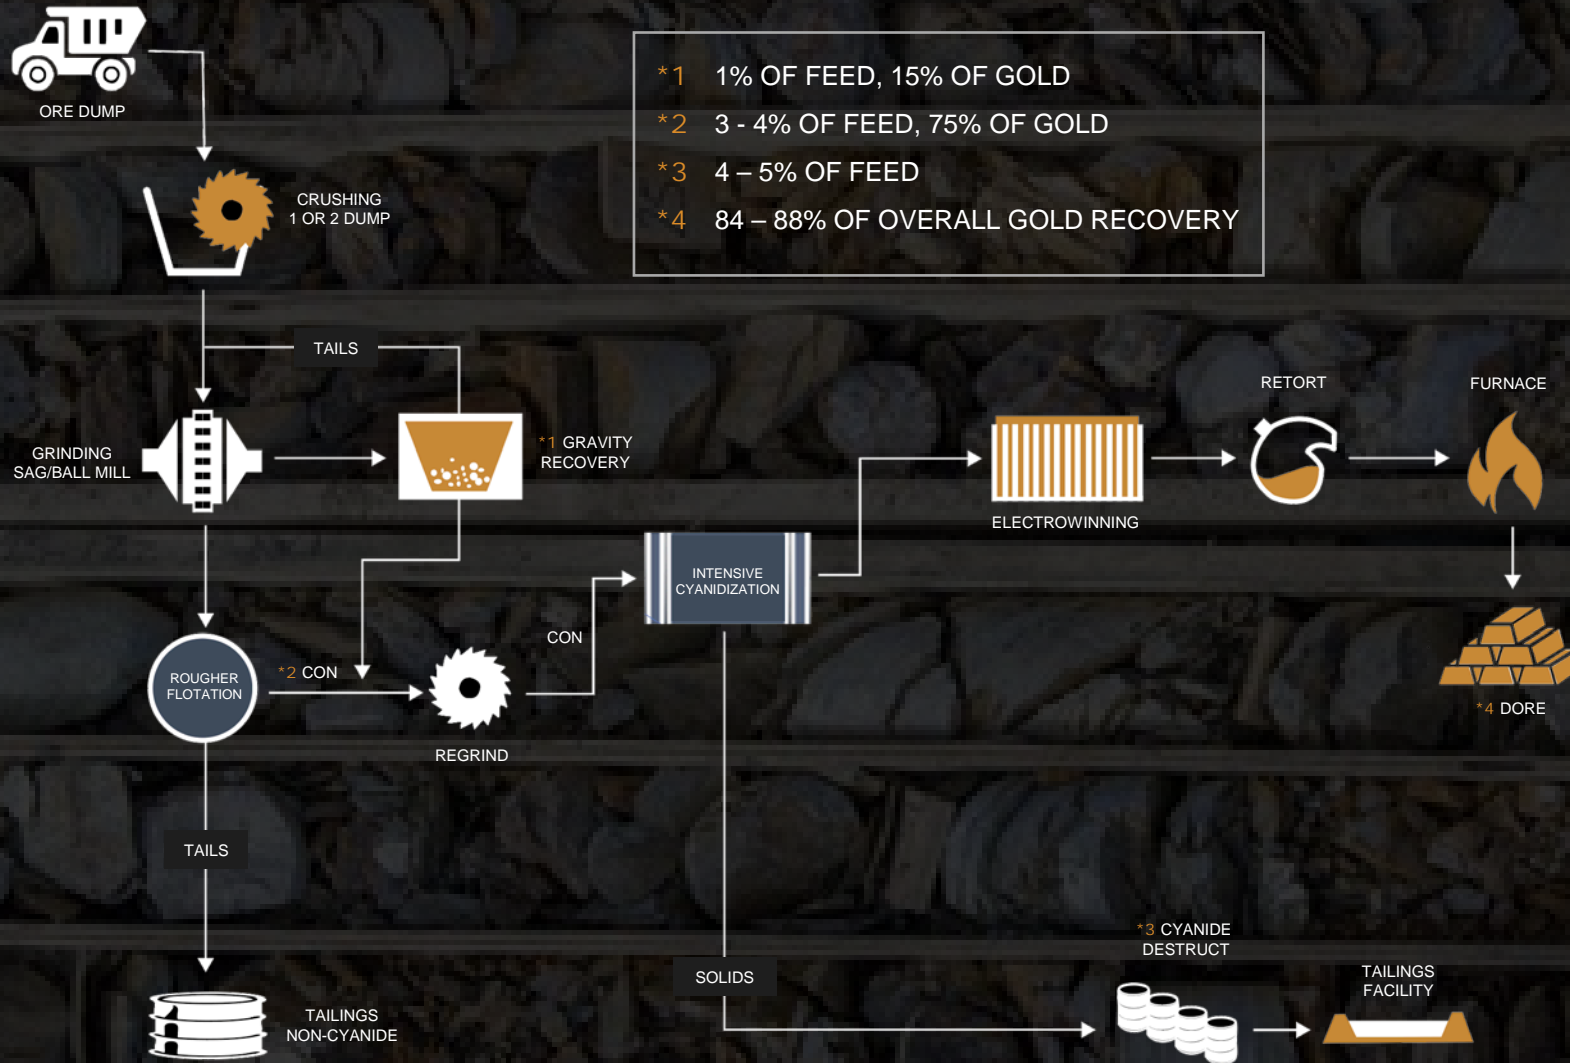 ORE DUMP
*1 1% OF FEED, 15% OF GOLD
*2 3 - 4% OF FEED, 75% OF GOLD
*3 4 – 5% OF FEED
*4 84 – 88% OF OVERALL GOLD RECOVERY
CRUSHING
1 OR 2 DUMP
TAILS
GRINDING
SAG/BALL MILL
*1 GRAVITY
RECOVERY
ELECTROWINNING
RETORT
FURNACE
INTENSIVE
CYANIDIZATION
ROUGHER
FLOTATION
*2 CON
CON
REGRIND
*4 DORE
TAILS
TAILINGS
NON-CYANIDE
SOLIDS
*3 CYANIDE
DESTRUCT
TAILINGS
FACILITY